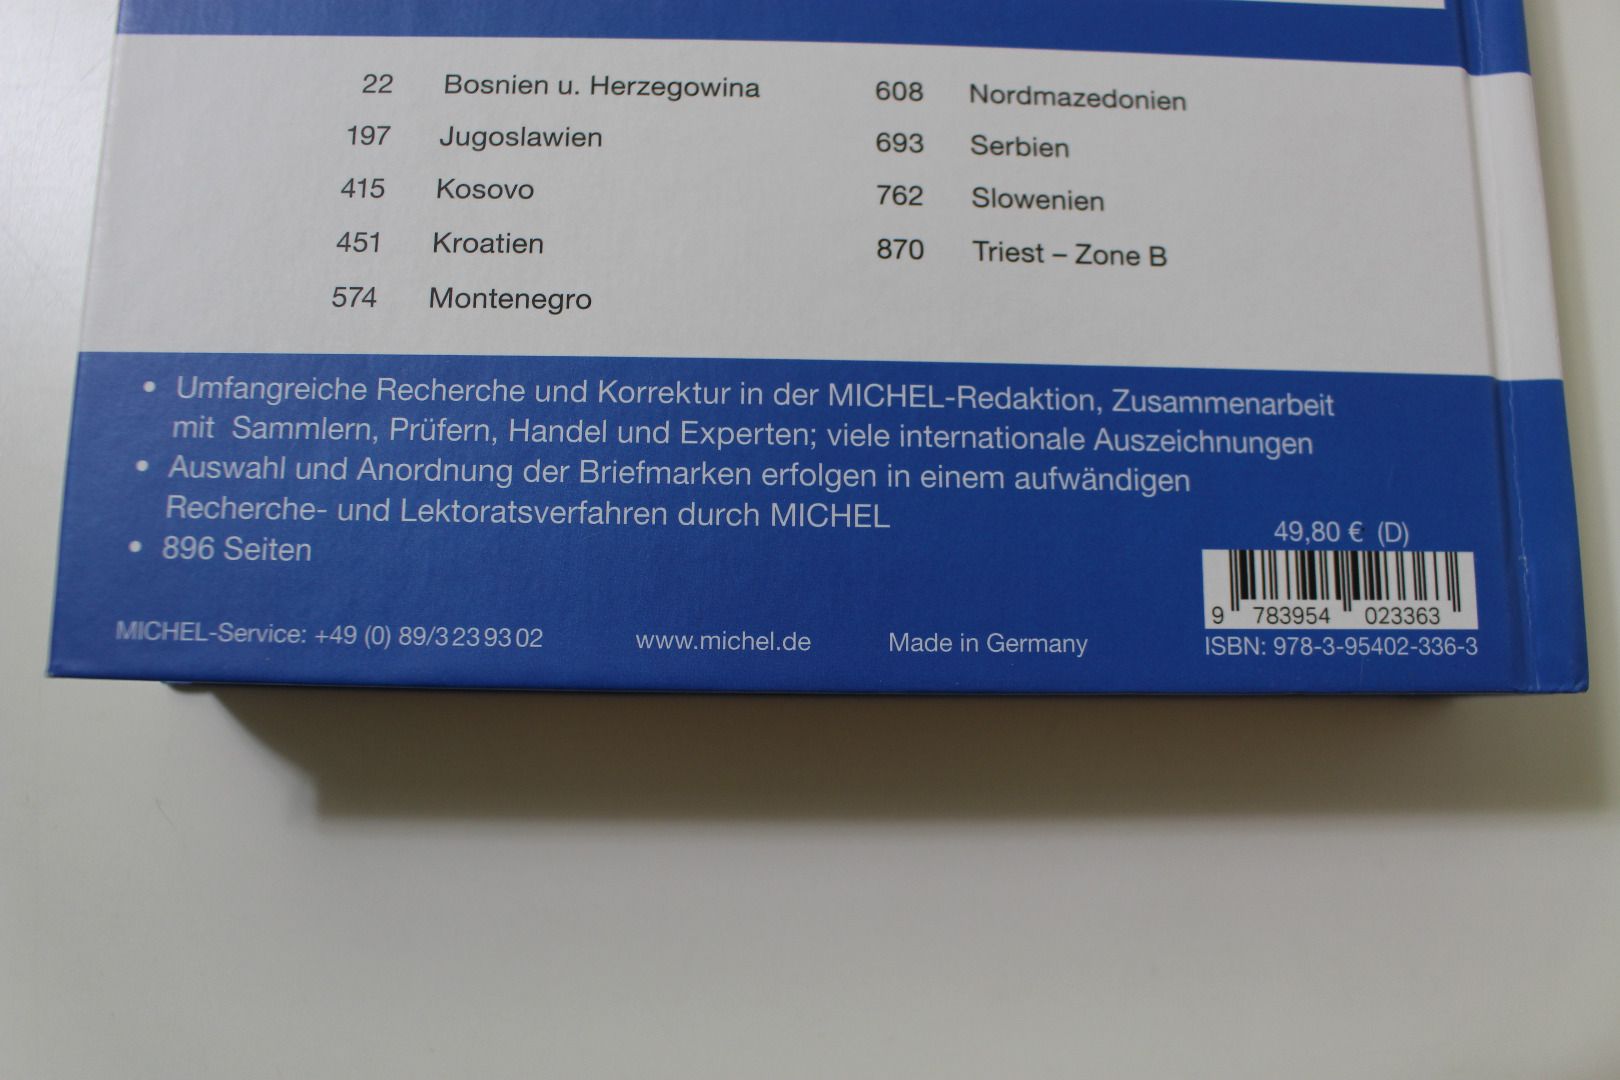 22 Bosnien u. Herzegowina
197 Jugoslawien
415 Kosovo
451 Kroatien
574 Montenegro
608 Nordmazedonien
693 Serbien
762 Slowenien
870 Triest – Zone B
• Umfangreiche Recherche und Korrektur in der MICHEL-Redaktion, Zusammenarbeit
mit Sammlern, Prüfern, Handel und Experten; viele internationale Auszeichnungen
• Auswahl und Anordnung der Briefmarken erfolgen in einem aufwändigen
Recherche- und Lektoratsverfahren durch MICHEL
• 896 Seiten
49,80 € (D)
9 783954 023363
ISBN: 978-3-95402-336-3
MICHEL-Service: +49 (0) 89/3 23 93 02 www.michel.de Made in Germany